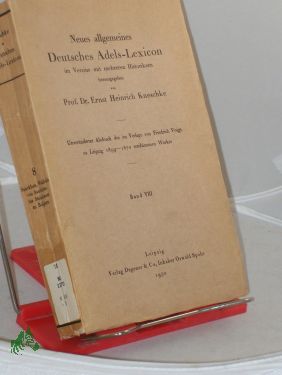 Neues allgemeines
Deutsches Adels-Lexicon
im Vereine mit mehreren Historikern
herausgegeben
von
Prof. Dr. Ernst Heinrich Kneschke
Unveränderter Abdruck des im Verlage von Friedrich Voigt
zu Leipzig 1859–1870 erschienenen Werkes
Band VIII
Leipzig
Verlag Degener & Co., Inhaber Oswald Spohr
1930
8